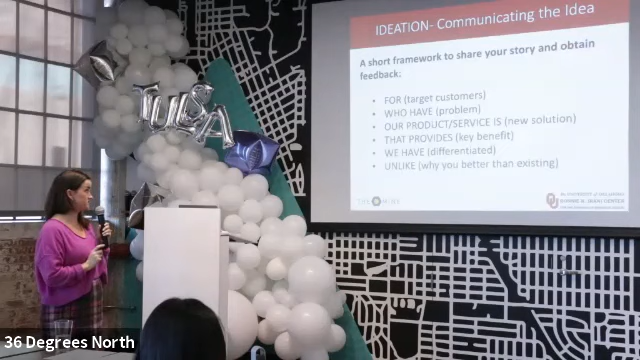 IDEATION- Communicating the Idea
A short framework to share your story and obtain
feedback:
• FOR (target customers)
• WHO HAVE (problem)
• OUR PRODUCT/SERVICE IS (new solution)
• THAT PROVIDES (key benefit)
• WE HAVE (differentiated)
• UNLIKE (why you better than existing)
TULSA
36 Degrees North